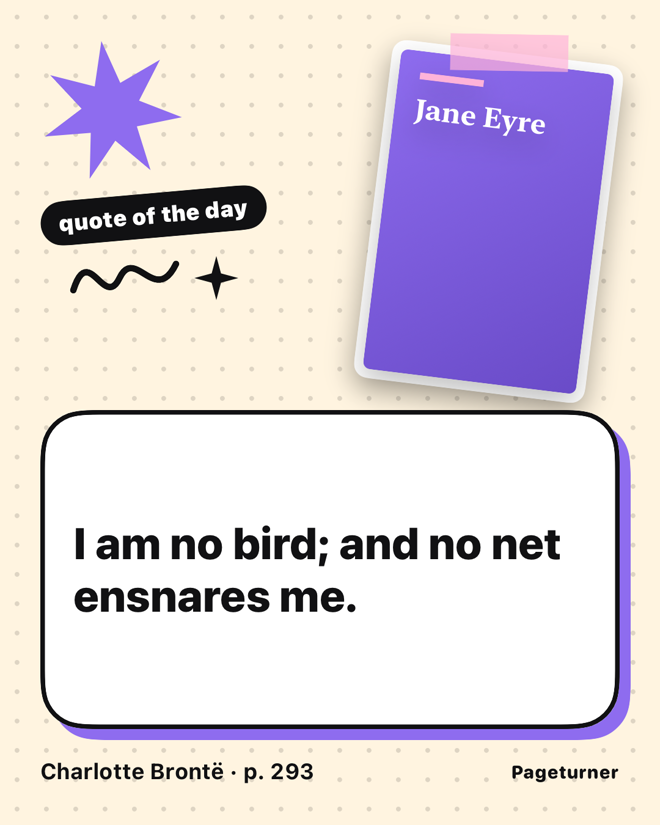 Jane Eyre
quote of the day
I am no bird; and no net
ensnares me.
Charlotte Brontë · p. 293
Pageturner